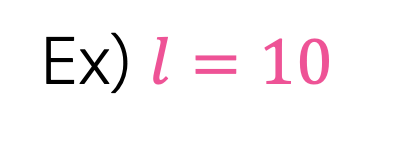 Ex) l = 10